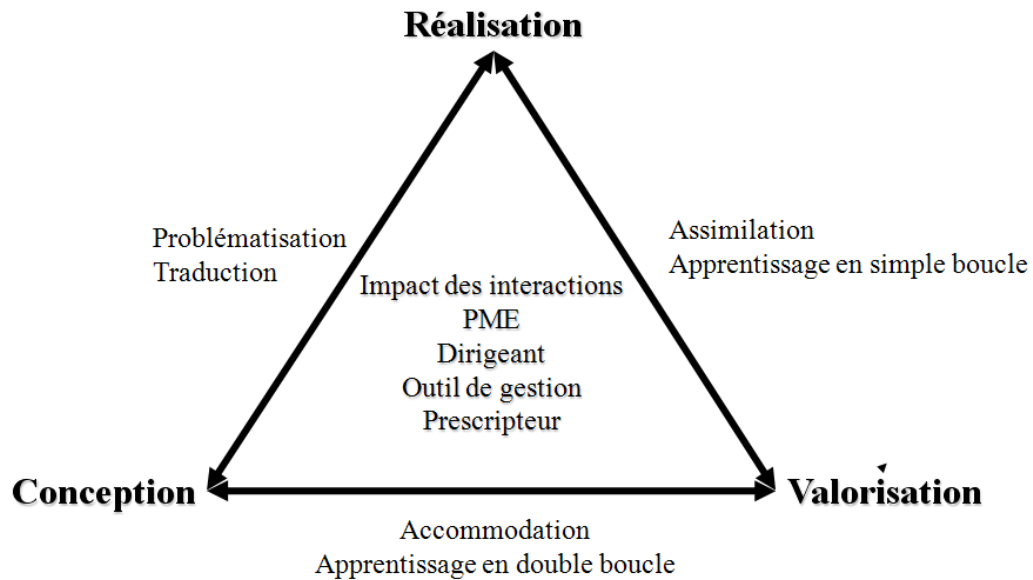 Réalisation
Problématisation
Traduction
Assimilation
Apprentissage en simple boucle
Impact des interactions
PME
Dirigeant
Outil de gestion
Prescripteur
Conception
Valorisation
Accommodation
Apprentissage en double boucle